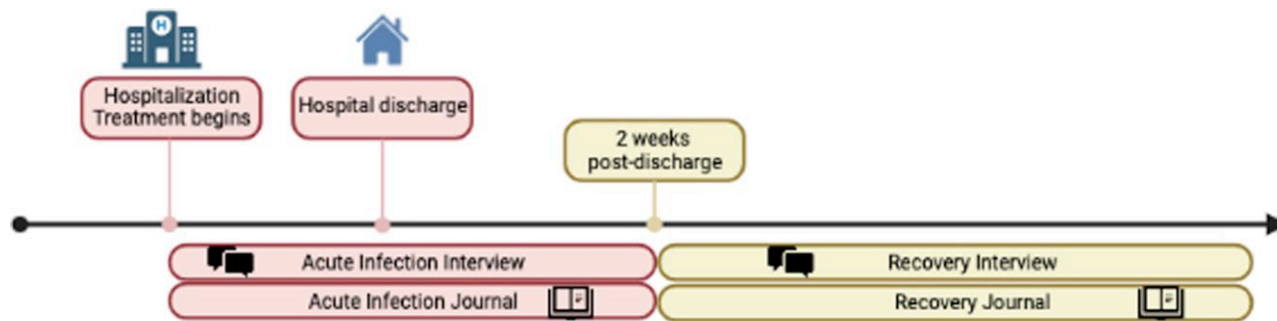 H
Hospitalization
Treatment begins
Hospital discharge
2 weeks
post-discharge
Acute Infection Interview
Recovery Interview
Acute Infection Journal
Recovery Journal